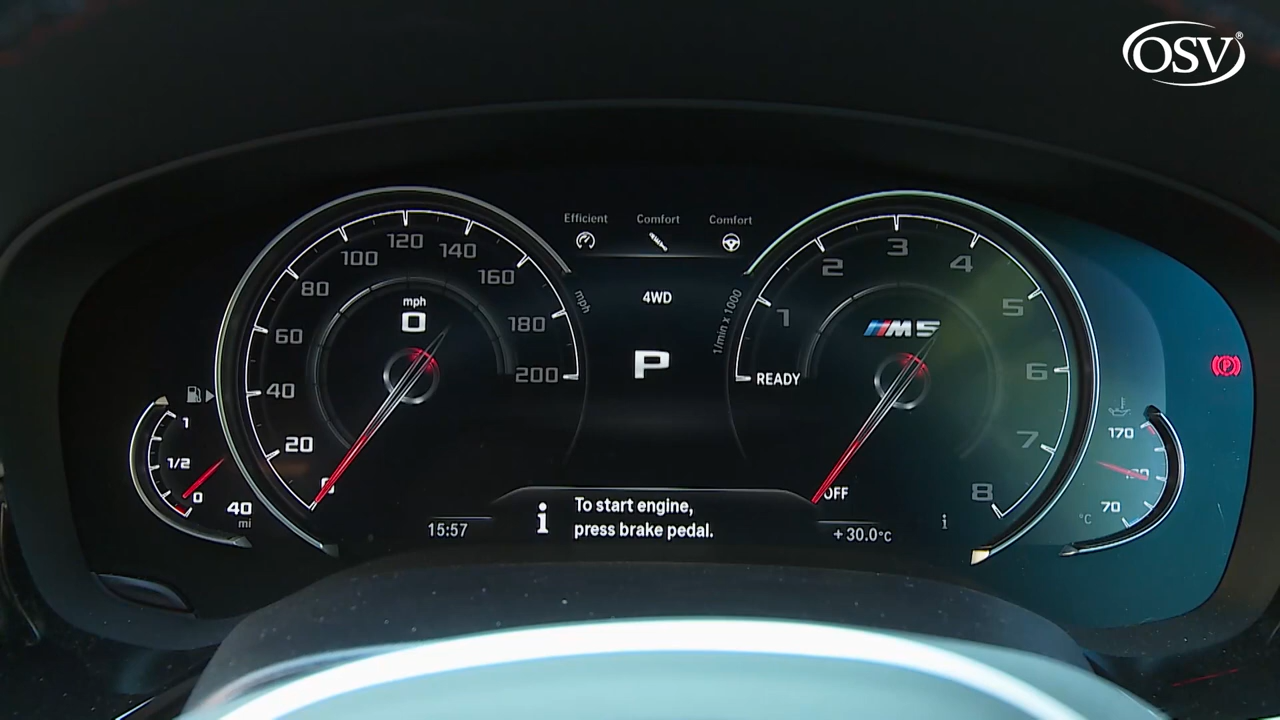 OSV®
Efficient Comfort Comfort
4WD
P
mph
0
0 20 40 60 80 100 120 140 160 180 200
mph
1/min x 1000
M5
OFF READY 1 2 3 4 5 6 7 8
1
1/2
0
40
mi
170
70
°C
15:57
i
To start engine,
press brake pedal.
+30.0°C
i
(P)